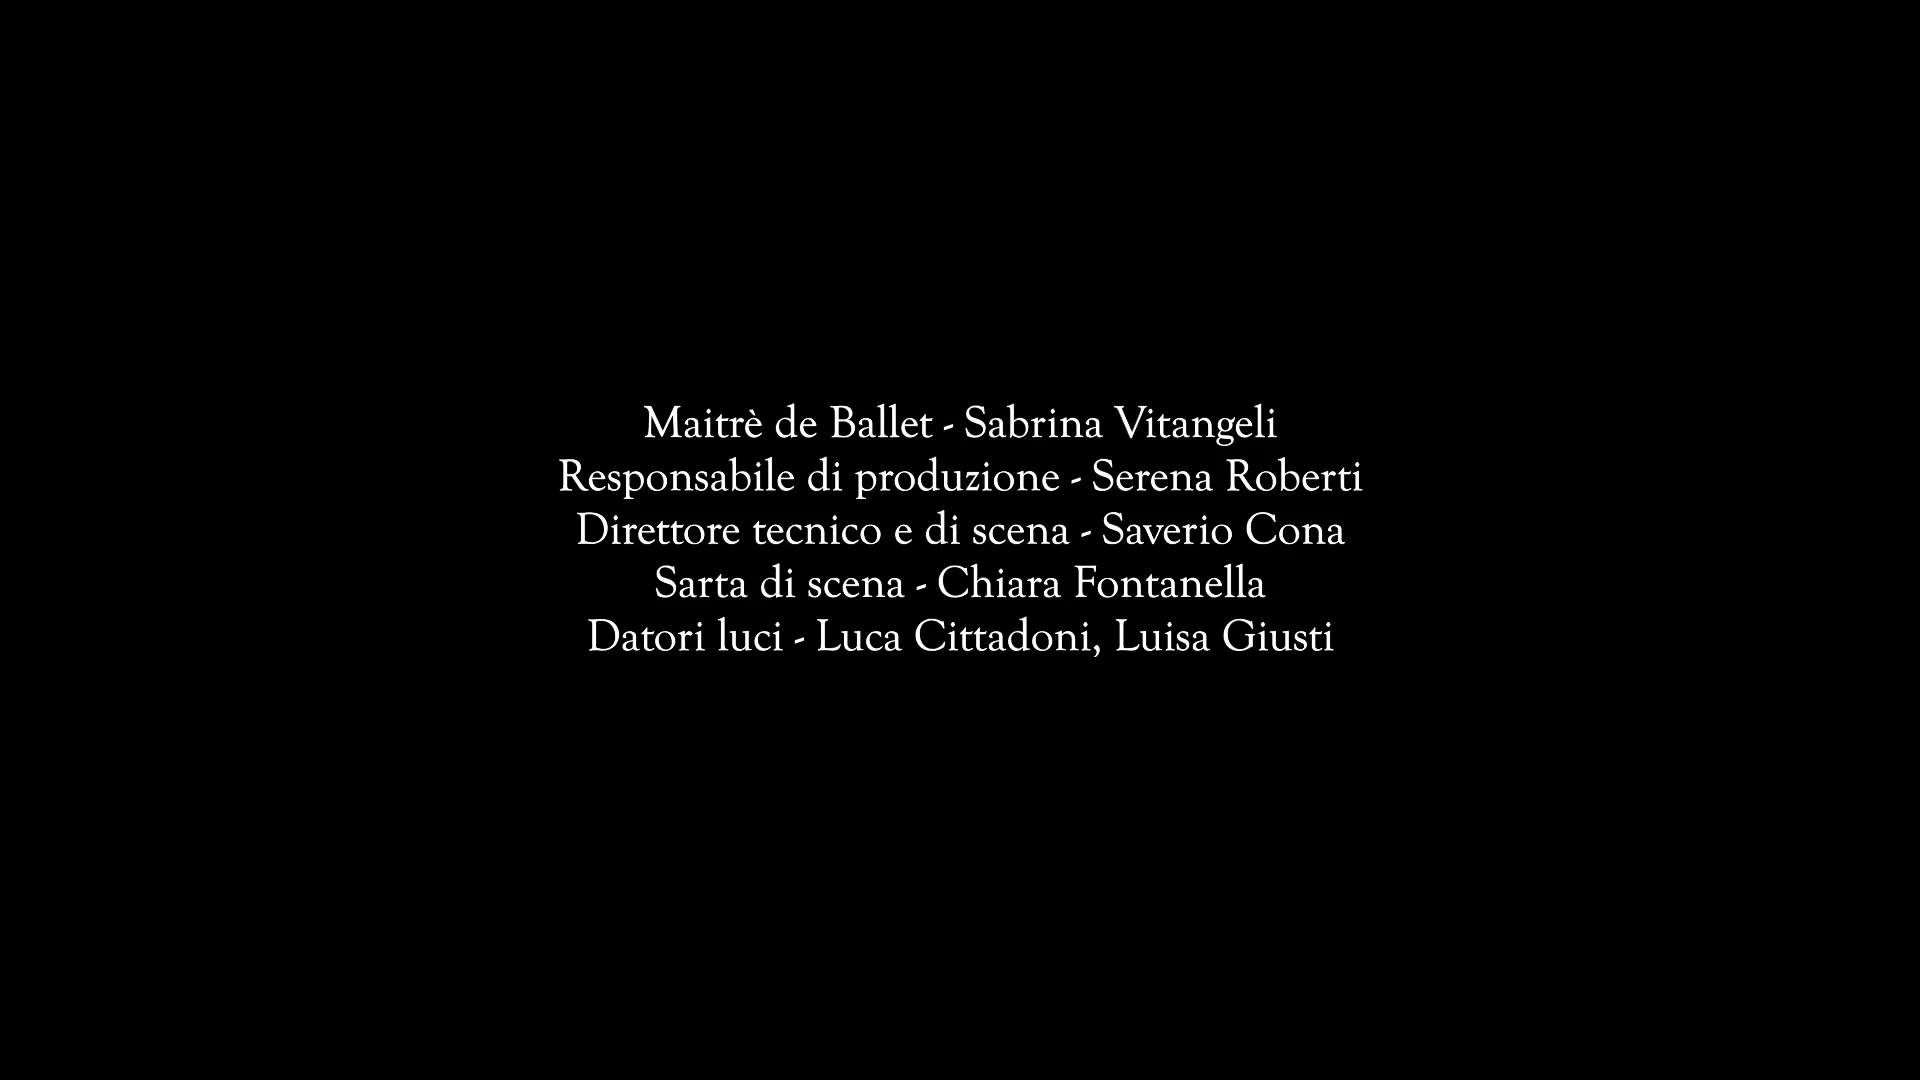 Maitrè de Ballet - Sabrina Vitangeli
Responsabile di produzione - Serena Roberti
Direttore tecnico e di scena - Saverio Cona
Sarta di scena - Chiara Fontanella
Datori luci - Luca Cittadoni, Luisa Giusti